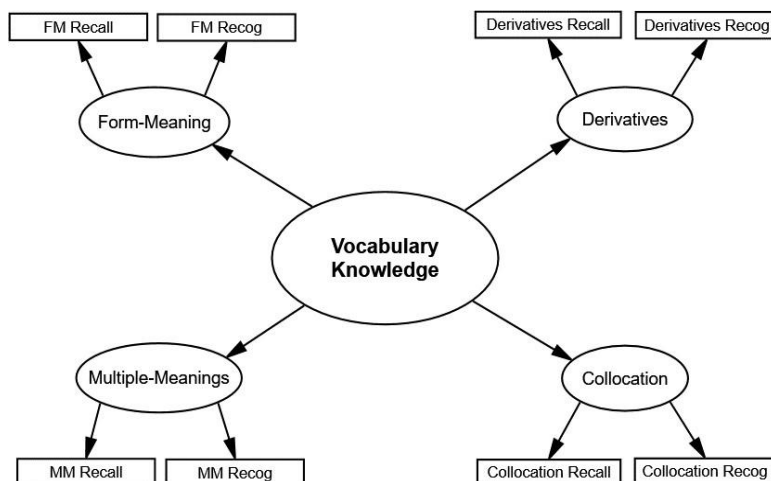 FM Recall
FM Recog
Derivatives Recall
Derivatives Recog
Form-Meaning
Derivatives
Vocabulary
Knowledge
Multiple-Meanings
Collocation
MM Recall
MM Recog
Collocation Recall
Collocation Recog